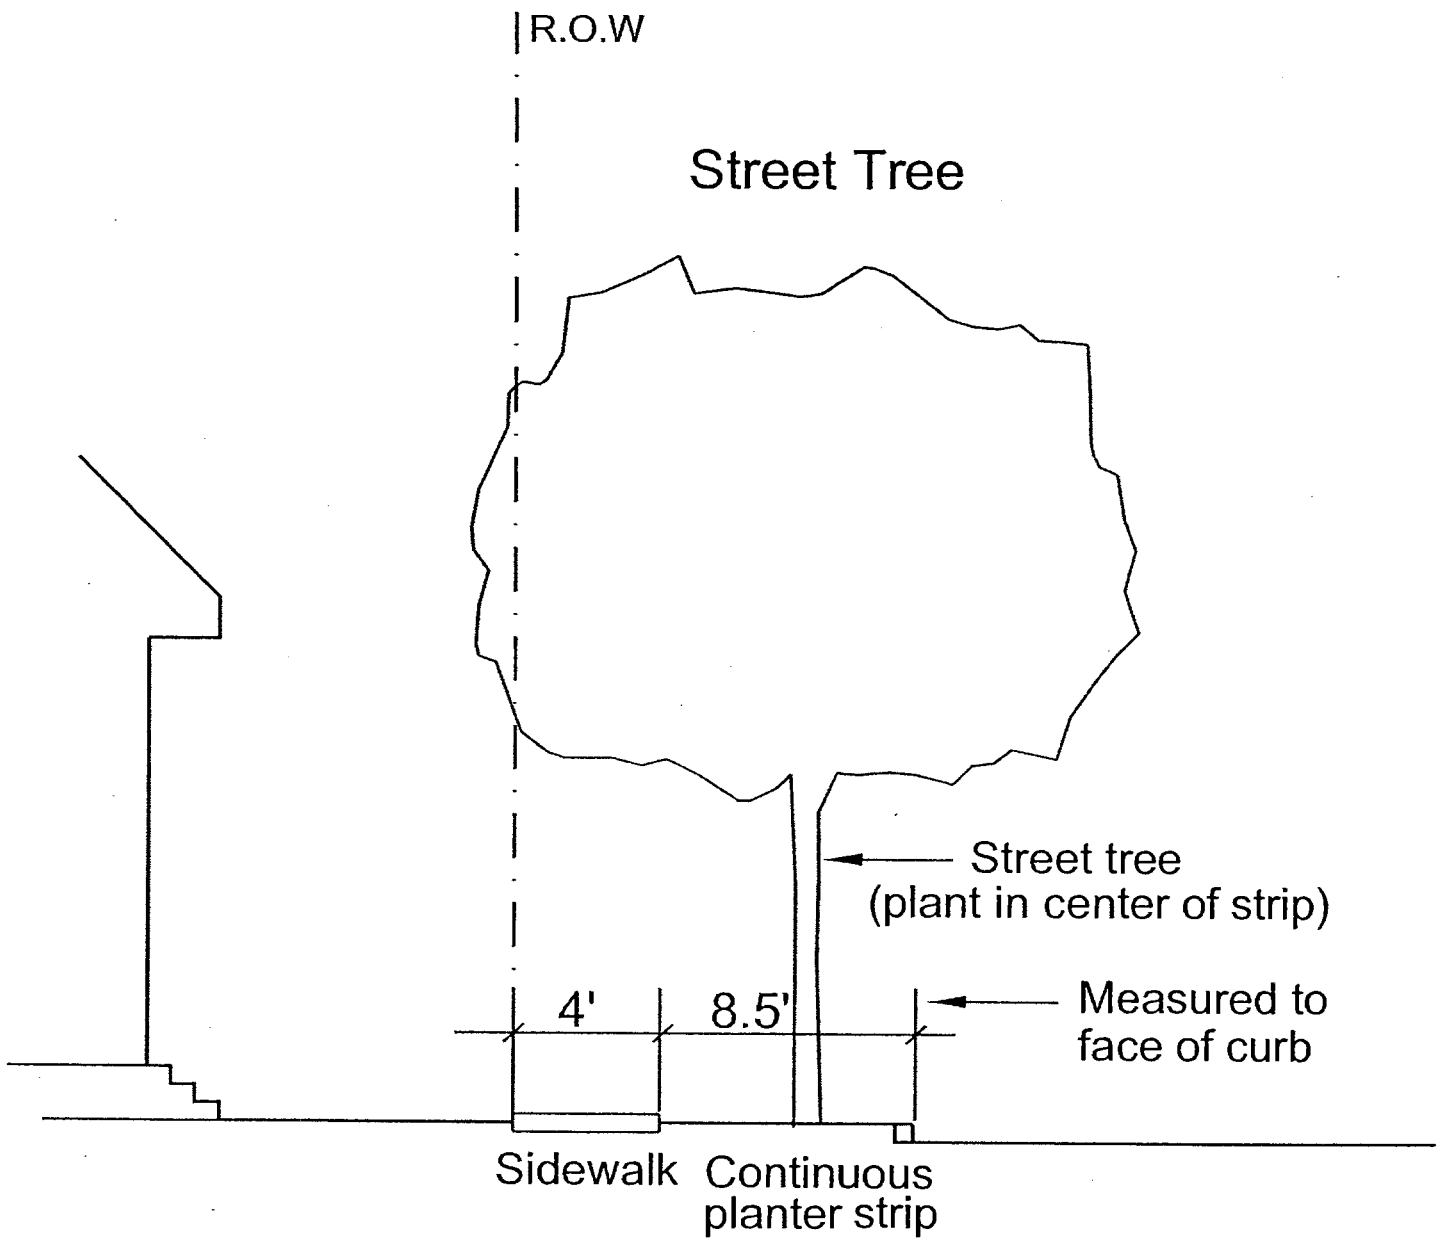 R.O.W
Street Tree
Street tree
(plant in center of strip)
4'
8.5'
Measured to
face of curb
Sidewalk
Continuous
planter strip